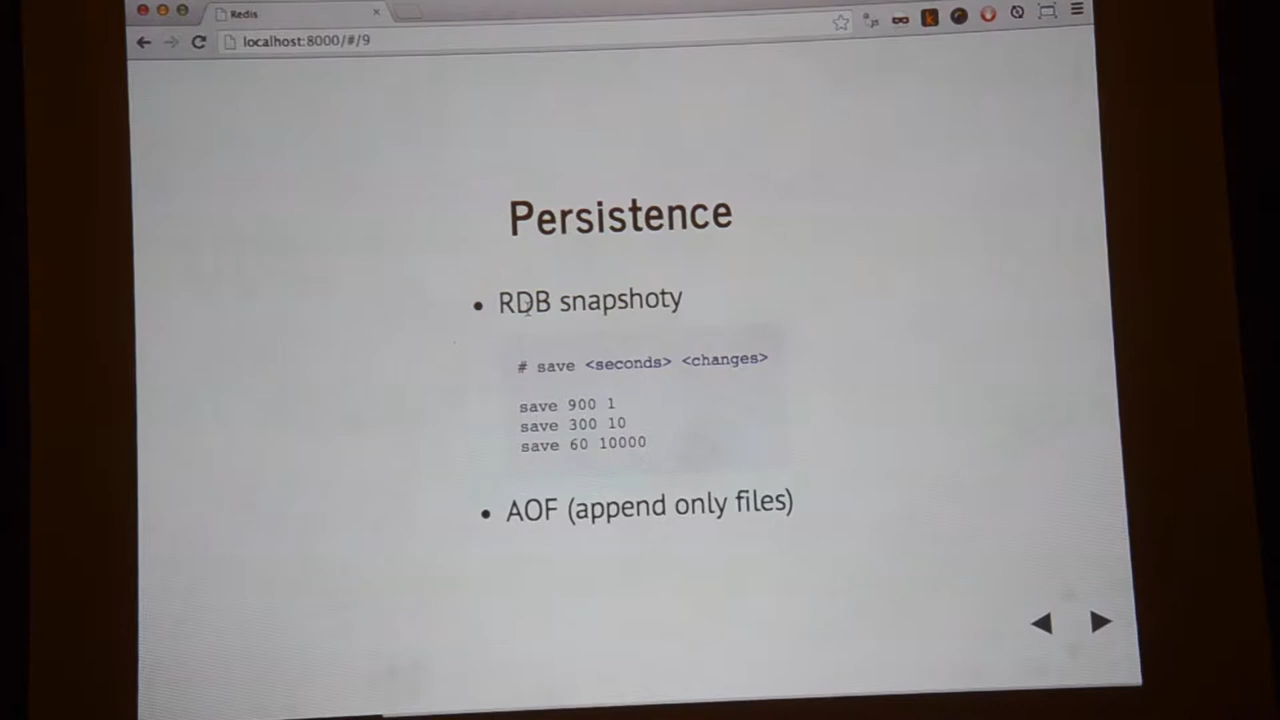 Redis
localhost:8000/#/9
Persistence
• RDB snapshoty
# save <seconds> <changes>
save 900 1
save 300 10
save 60 10000
• AOF (append only files)